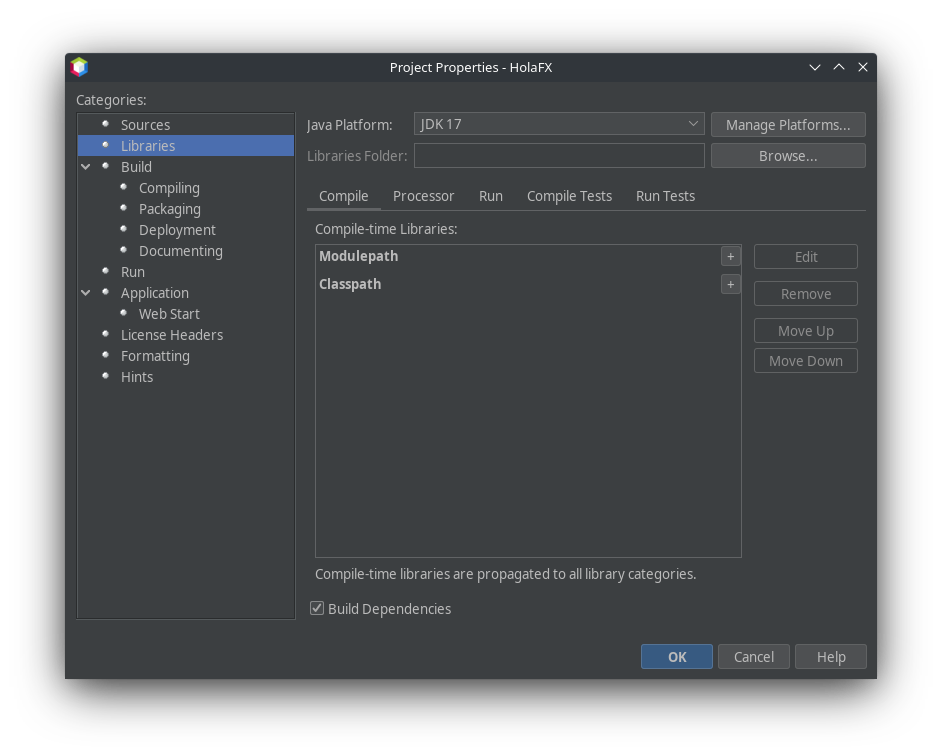 Project Properties - HolaFX
Categories:
Sources
Libraries
Build
Compiling
Packaging
Deployment
Documenting
Run
Application
Web Start
License Headers
Formatting
Hints
Java Platform: JDK 17 Manage Platforms...
Libraries Folder: Browse...
Compile Processor Run Compile Tests Run Tests
Compile-time Libraries:
Modulepath +
Classpath +
Edit
Remove
Move Up
Move Down
Compile-time libraries are propagated to all library categories.
Build Dependencies
OK Cancel Help